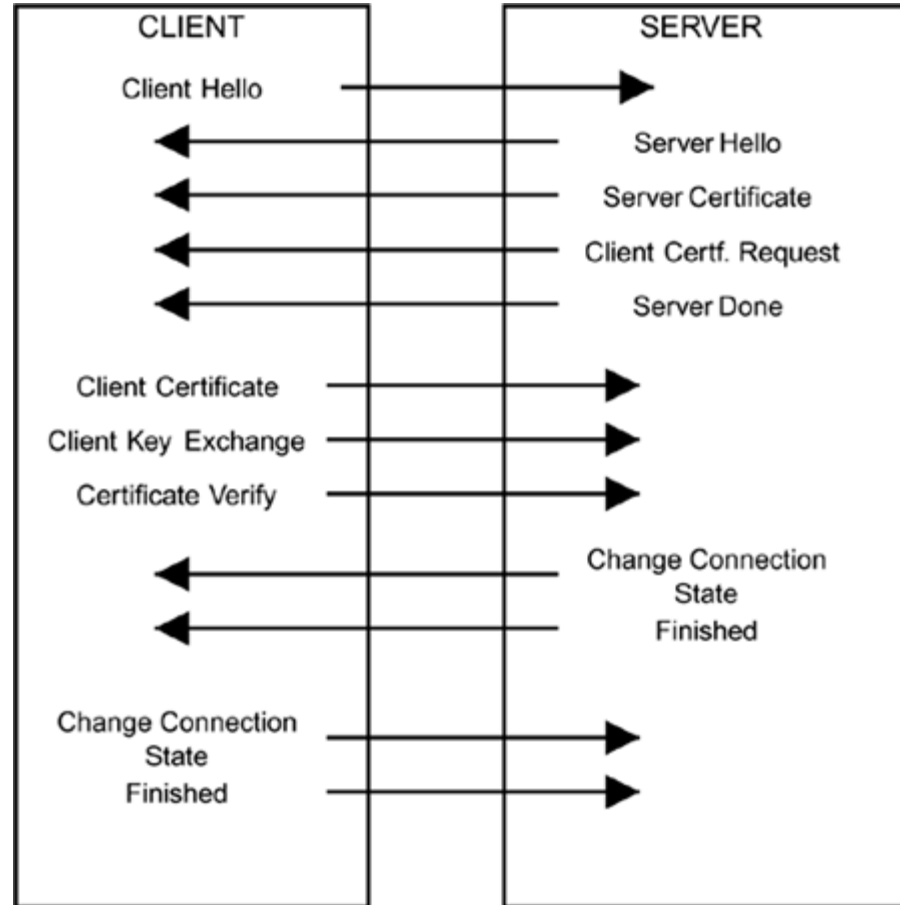 CLIENT
SERVER
Client Hello
Server Hello
Server Certificate
Client Certf. Request
Server Done
Client Certificate
Client Key Exchange
Certificate Verify
Change Connection
State
Finished
Change Connection
State
Finished